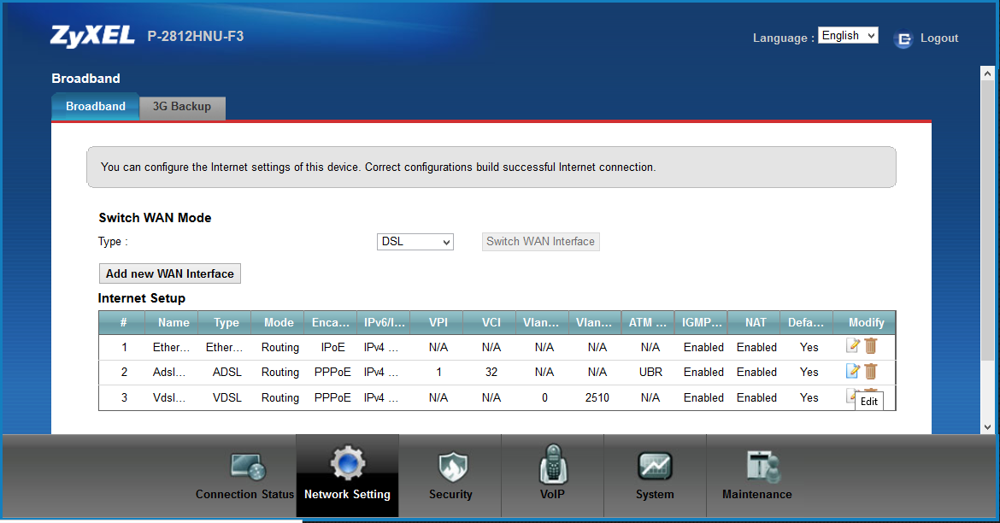 ZyXEL P-2812HNU-F3
Language : English
Logout
Broadband
Broadband 3G Backup
You can configure the Internet settings of this device. Correct configurations build successful Internet connection.
Switch WAN Mode
Type : DSL Switch WAN Interface
Add new WAN Interface
Internet Setup
# Name Type Mode Enca... IPv6/I... VPI VCI Vlan... Vlan... ATM ... IGMP... NAT Defa... Modify
1 Ether... Ether... Routing IPoE IPv4 ... N/A N/A N/A N/A N/A Enabled Enabled Yes
2 Adsl... ADSL Routing PPPoE IPv4 ... 1 32 N/A N/A UBR Enabled Enabled Yes
3 Vdsl... VDSL Routing PPPoE IPv4 ... N/A N/A 0 2510 N/A Enabled Enabled Yes
Edit
Connection Status Network Setting Security VoIP System Maintenance